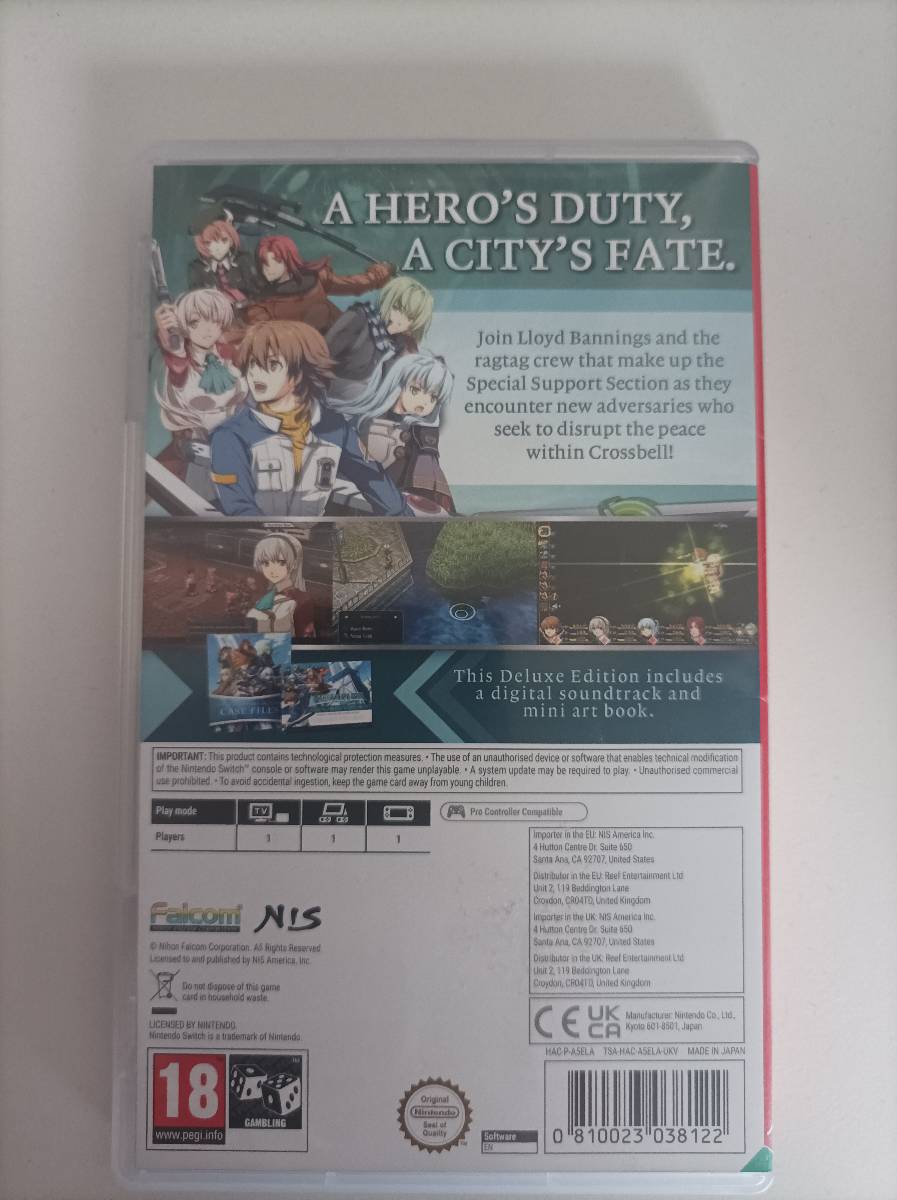 A HERO'S DUTY,
A CITY'S FATE.
Join Lloyd Bannings and the
ragtag crew that make up the
Special Support Section as they
encounter new adversaries who
seek to disrupt the peace
within Crossbell!
CASE FILES
This Deluxe Edition includes
a digital soundtrack and
mini art book.
IMPORTANT: This product contains technological protection measures. • The use of an unauthorised device or software that enables technical modification
of the Nintendo Switch™ console or software may render this game unplayable. • A system update may be required to play. • Unauthorised commercial
use prohibited. • To avoid accidental ingestion, keep the game card away from young children.
Play mode
TV
Pro Controller Compatible
Players
1
1
1
Importer in the EU: NIS America Inc.
4 Hutton Centre Dr. Suite 650
Santa Ana, CA 92707, United States
Distributor in the EU: Reef Entertainment Ltd
Unit 2, 119 Beddington Lane
Croydon, CR04TD, United Kingdom
Importer in the UK: NIS America Inc.
4 Hutton Centre Dr. Suite 650
Santa Ana, CA 92707, United States
Distributor in the UK: Reef Entertainment Ltd
Unit 2, 119 Beddington Lane
Croydon, CR04TD, United Kingdom
Falcom
NIS
© Nihon Falcom Corporation. All Rights Reserved
Licensed to and published by NIS America, Inc.
Do not dispose of this game
card in household waste.
LICENSED BY NINTENDO.
Nintendo Switch is a trademark of Nintendo.
CE UK
CA
Manufacturer: Nintendo Co., Ltd.,
Kyoto 601-8501, Japan
HAC-P-A5ELA TSA-HAC-A5ELA-UKV MADE IN JAPAN
18
www.pegi.info
GAMBLING
Original
Nintendo
Seal of
Quality
™
Software
EN
0 810023 038122